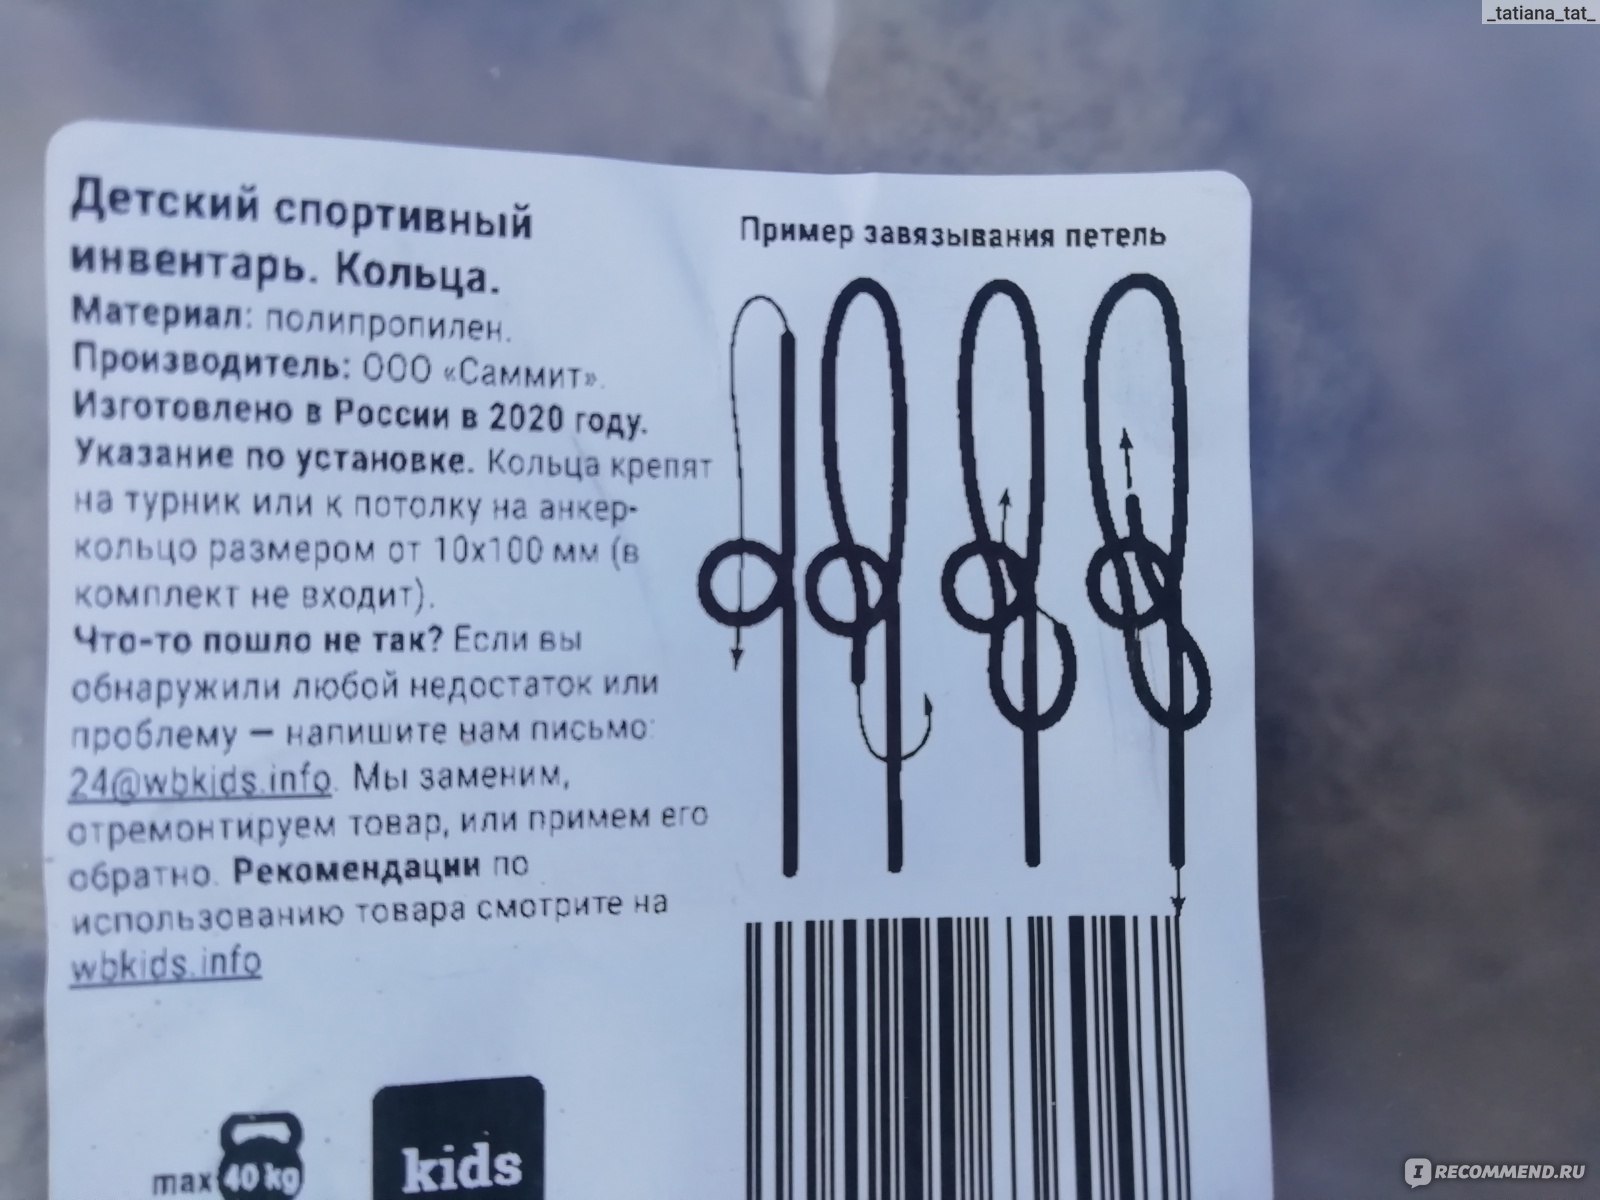 _tatiana_tat_
Детский спортивный
инвентарь. Кольца.
Материал: полипропилен.
Производитель: ООО «Саммит».
Изготовлено в России в 2020 году.
Указание по установке. Кольца крепят
на турник или к потолку на анкер-
кольцо размером от 10x100 мм (в
комплект не входит).
Что-то пошло не так? Если вы
обнаружили любой недостаток или
проблему — напишите нам письмо:
24@wbkids.info. Мы заменим,
отремонтируем товар, или примем его
обратно. Рекомендации по
использованию товара смотрите на
wbkids.info
max 40 kg
kids
Пример завязывания петель
IRECOMMEND.RU